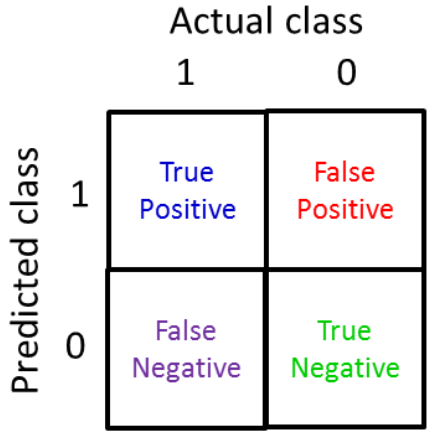 Actual class
1 0
Predicted class
1
True
Positive
False
Positive
0
False
Negative
True
Negative